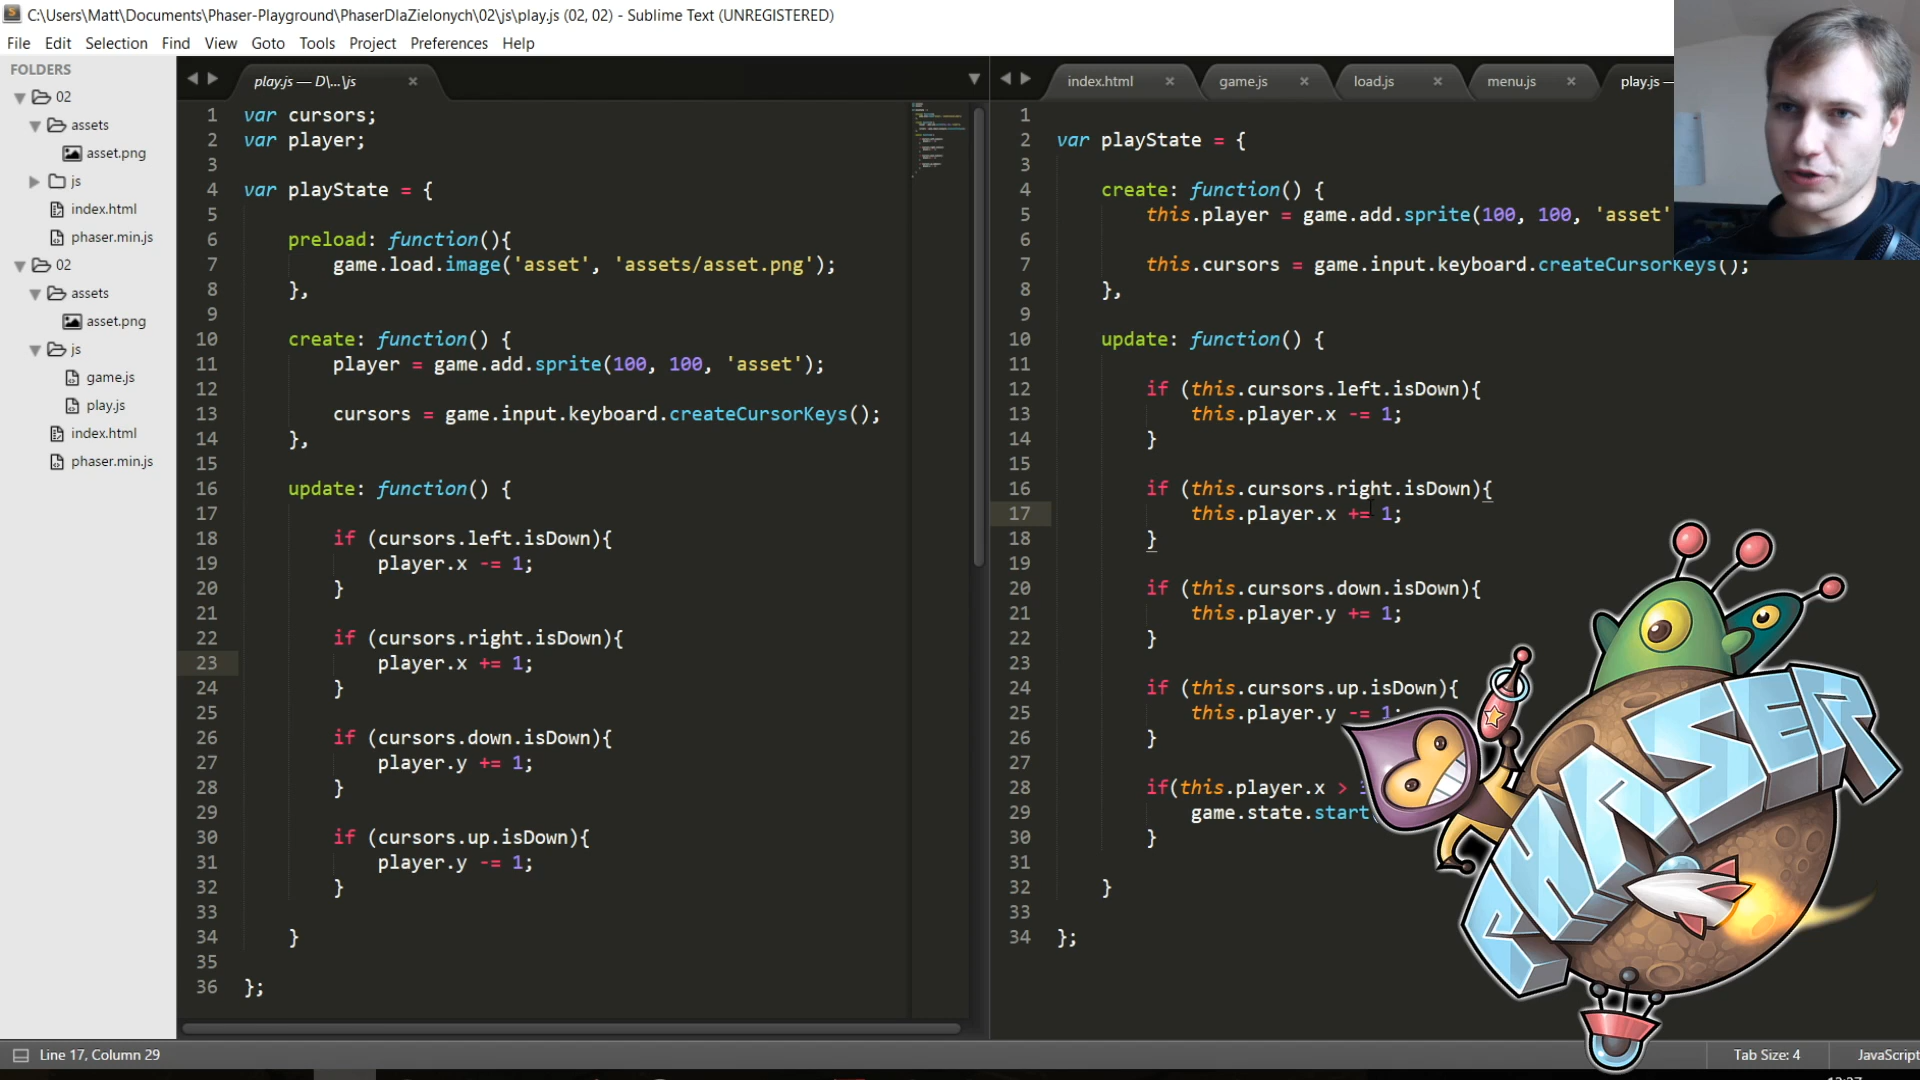 C:\Users\Matt\Documents\Phaser-Playground\PhaserDlaZielonych\02\js\play.js (02, 02) - Sublime Text (UNREGISTERED)
File Edit Selection Find View Goto Tools Project Preferences Help
FOLDERS
02
assets
asset.png
js
index.html
phaser.min.js
02
assets
asset.png
js
game.js
play.js
index.html
phaser.min.js
play.js — D\...\js
1 var cursors;
2 var player;
3
4 var playState = {
5
6 preload: function(){
7 game.load.image('asset', 'assets/asset.png');
8 },
9
10 create: function() {
11 player = game.add.sprite(100, 100, 'asset');
12
13 cursors = game.input.keyboard.createCursorKeys();
14 },
15
16 update: function() {
17
18 if (cursors.left.isDown){
19 player.x -= 1;
20 }
21
22 if (cursors.right.isDown){
23 player.x += 1;
24 }
25
26 if (cursors.down.isDown){
27 player.y += 1;
28 }
29
30 if (cursors.up.isDown){
31 player.y -= 1;
32 }
33
34 }
35
36 };
index.html game.js load.js menu.js play.js —
1
2 var playState = {
3
4 create: function() {
5 this.player = game.add.sprite(100, 100, 'asset'
6
7 this.cursors = game.input.keyboard.createCursorKeys();
8 },
9
10 update: function() {
11
12 if (this.cursors.left.isDown){
13 this.player.x -= 1;
14 }
15
16 if (this.cursors.right.isDown){
17 this.player.x += 1;
18 }
19
20 if (this.cursors.down.isDown){
21 this.player.y += 1;
22 }
23
24 if (this.cursors.up.isDown){
25 this.player.y -= 1;
26 }
27
28 if(this.player.x >
29 game.state.start
30 }
31
32 }
33
34 };
PHASER
Line 17, Column 29
Tab Size: 4
JavaScript